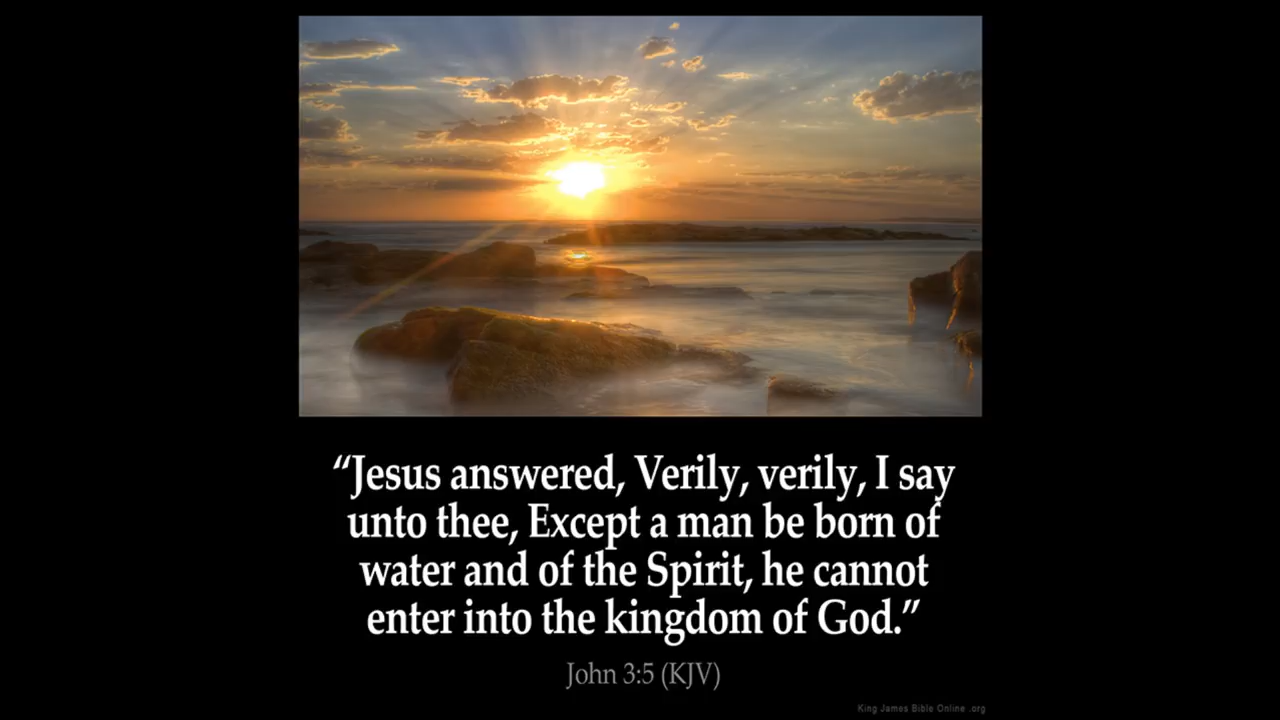 “Jesus answered, Verily, verily, I say
unto thee, Except a man be born of
water and of the Spirit, he cannot
enter into the kingdom of God.”
John 3:5 (KJV)
King James Bible Online .org